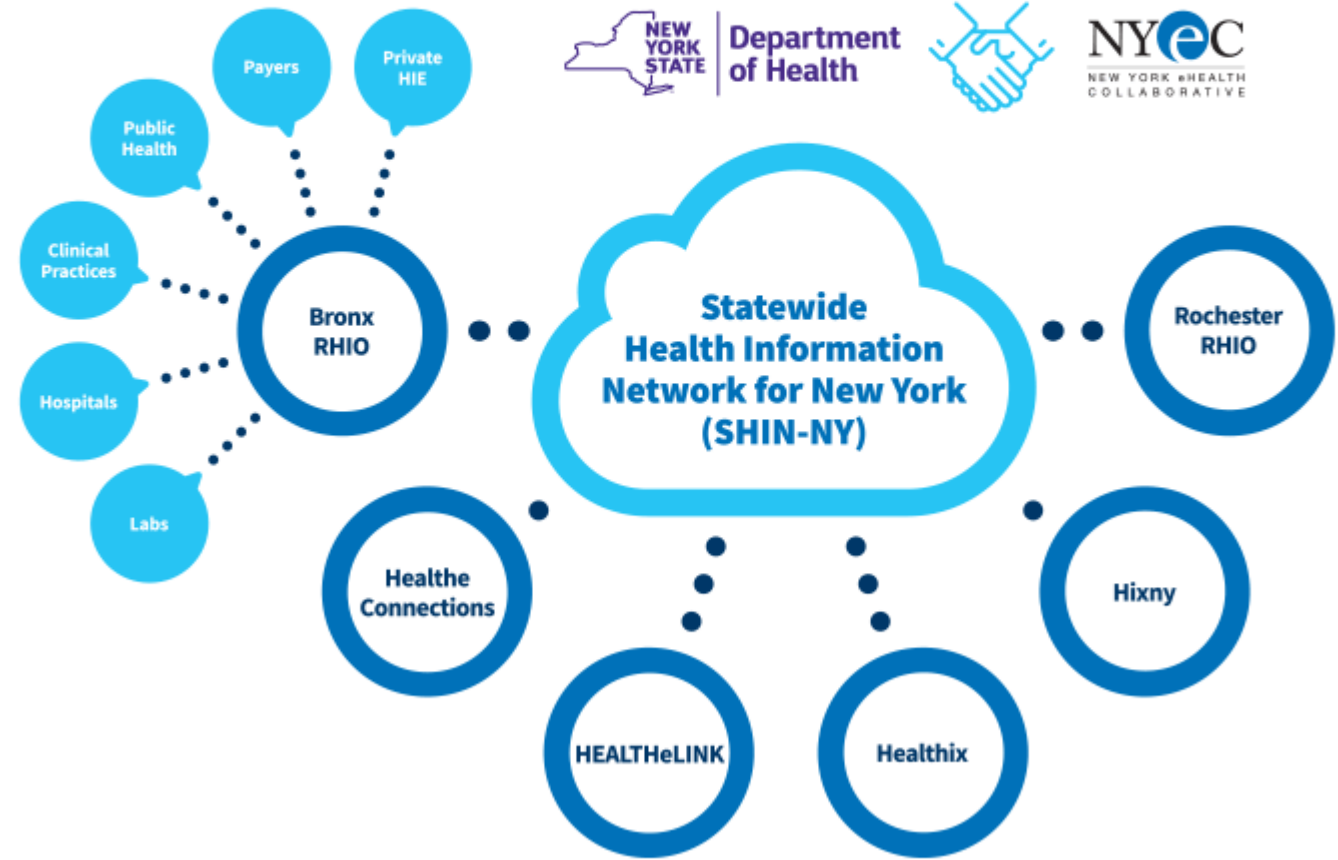 NEW
YORK
STATE
Department
of Health
NYeC
NEW YORK eHEALTH
COLLABORATIVE
Payers
Private
HIE
Public
Health
Clinical
Practices
Hospitals
Labs
Bronx
RHIO
Statewide
Health Information
Network for New York
(SHIN-NY)
Rochester
RHIO
Healthe
Connections
HEALTHeLINK
Healthix
Hixny